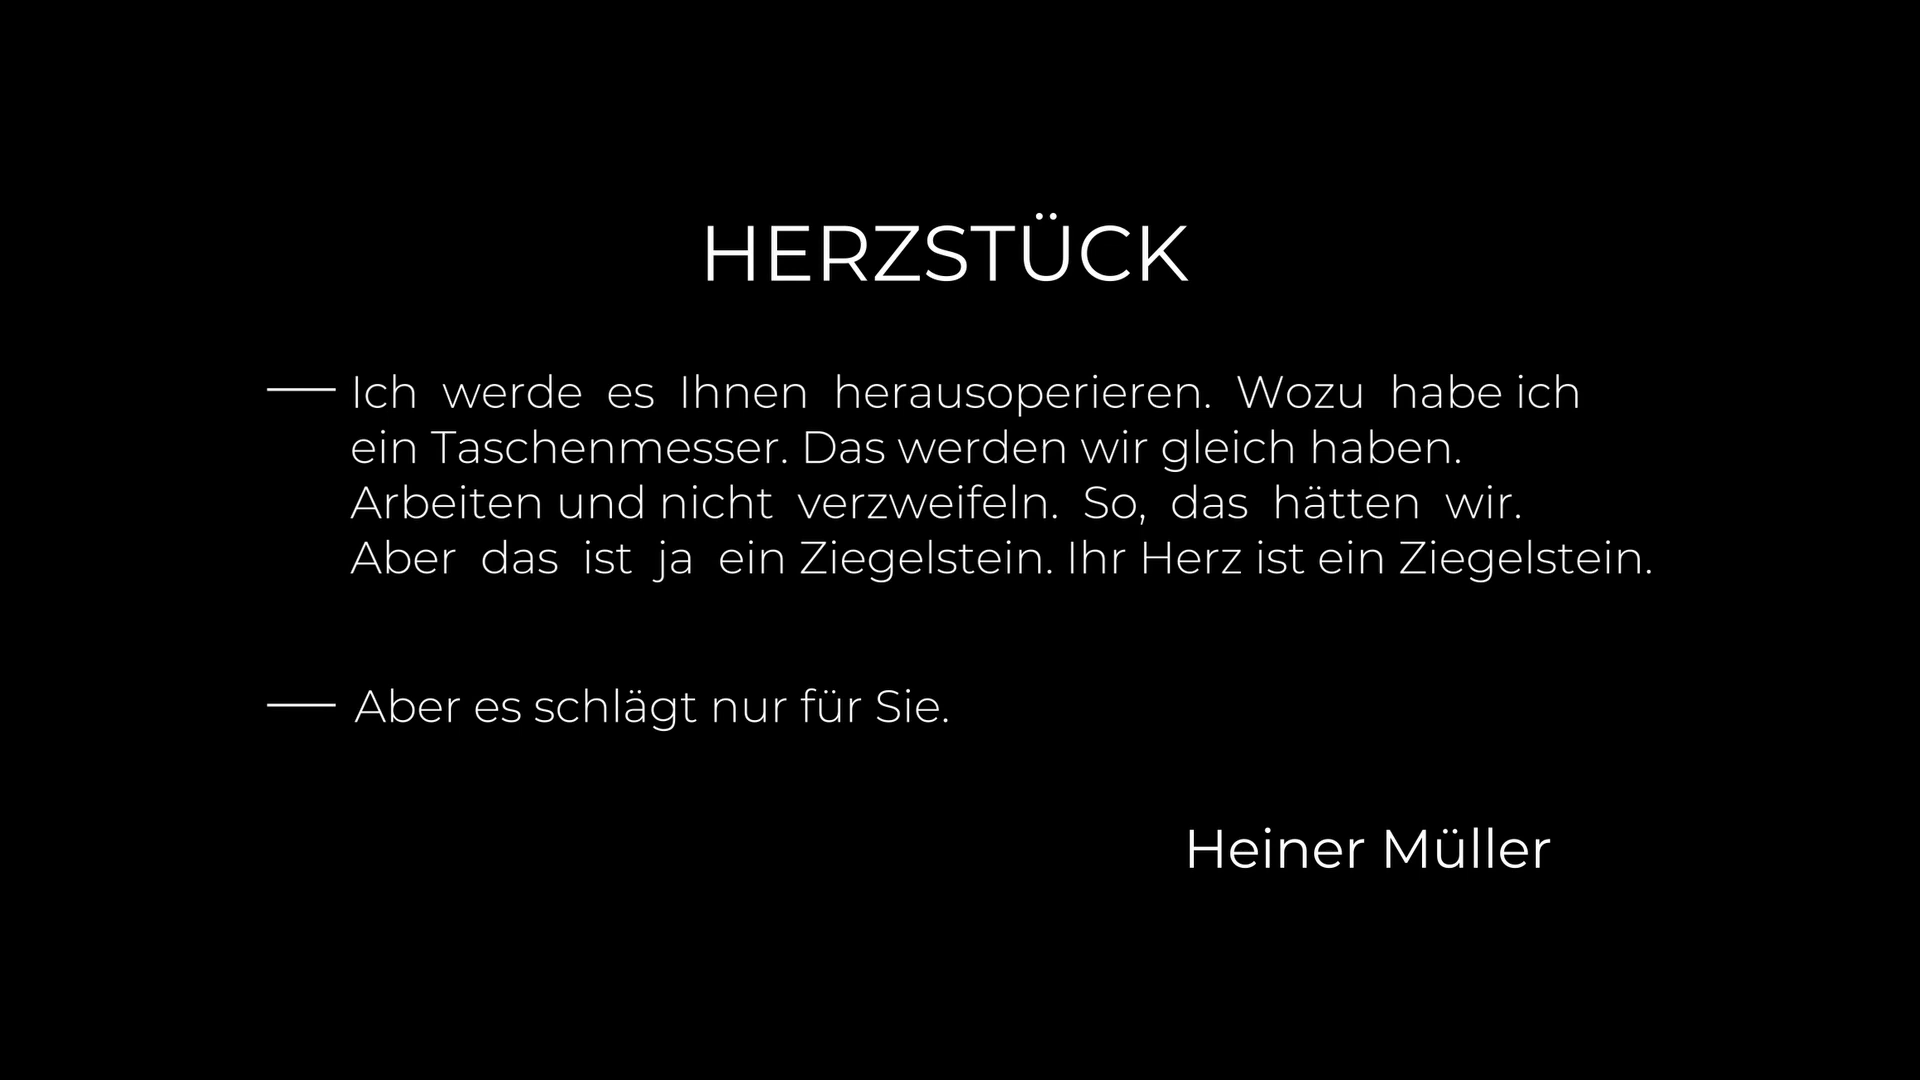 HERZSTÜCK
— Ich werde es Ihnen herausoperieren. Wozu habe ich
ein Taschenmesser. Das werden wir gleich haben.
Arbeiten und nicht verzweifeln. So, das hätten wir.
Aber das ist ja ein Ziegelstein. Ihr Herz ist ein Ziegelstein.
— Aber es schlägt nur für Sie.
Heiner Müller